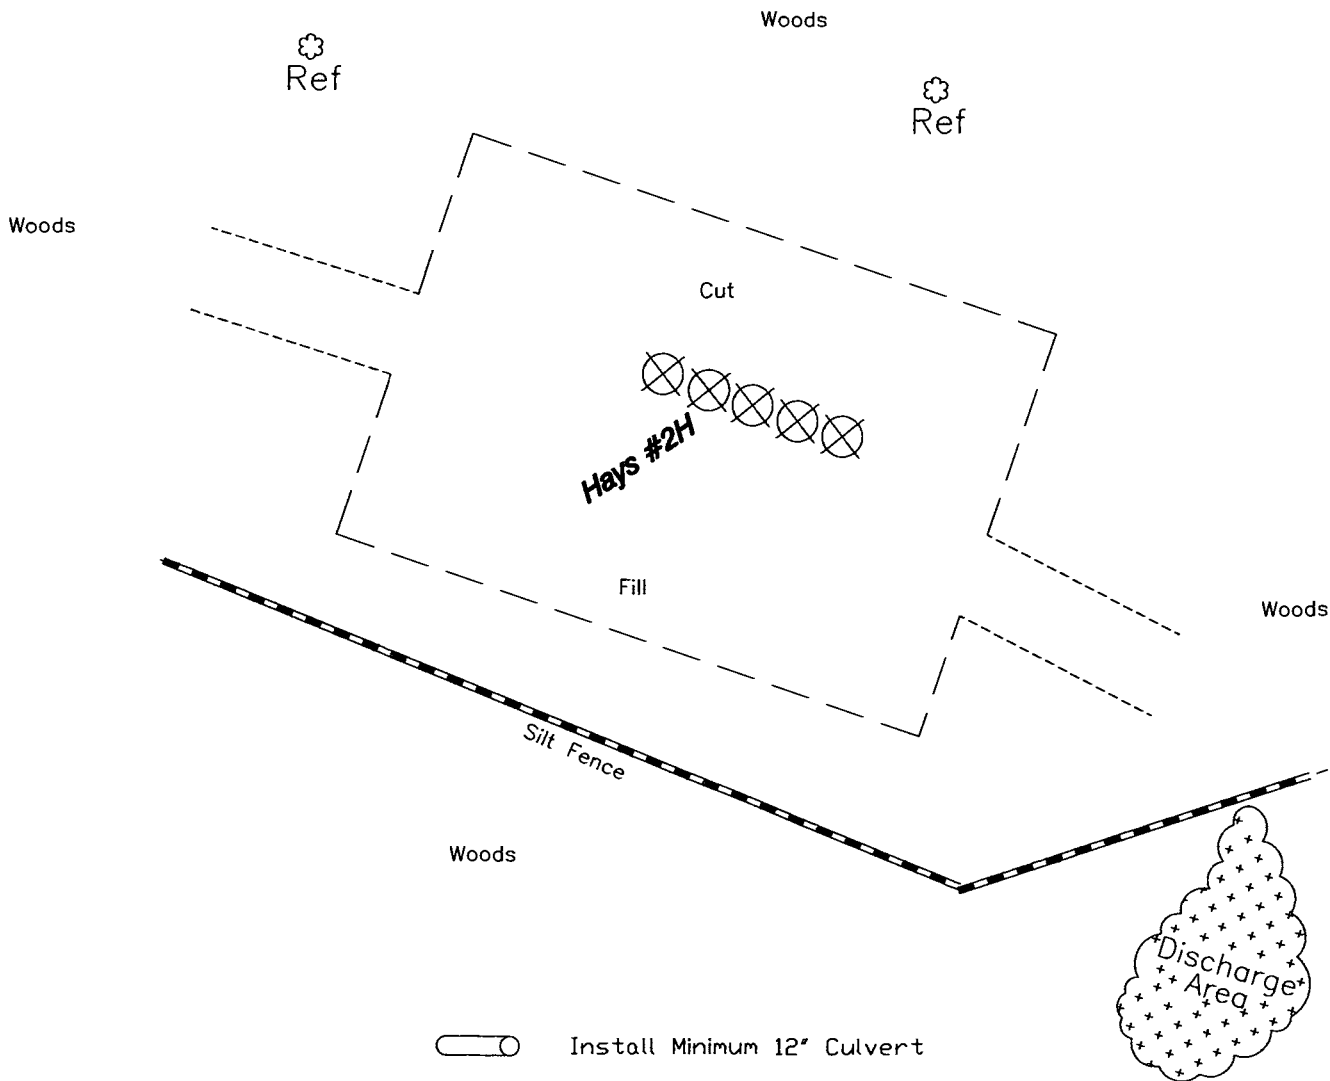 Woods
Ref
Ref
Woods
Cut
Hays #2H
Fill
Woods
Silt Fence
Woods
Discharge
Area
Install Minimum 12" Culvert